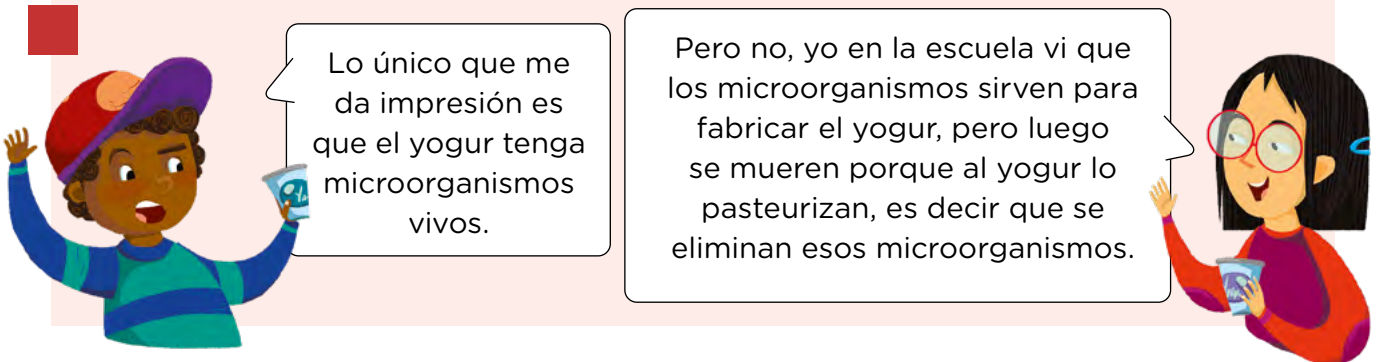 Lo único que me
da impresión es
que el yogur tenga
microorganismos
vivos.
Pero no, yo en la escuela vi que
los microorganismos sirven para
fabricar el yogur, pero luego
se mueren porque al yogur lo
pasteurizan, es decir que se
eliminan esos microorganismos.